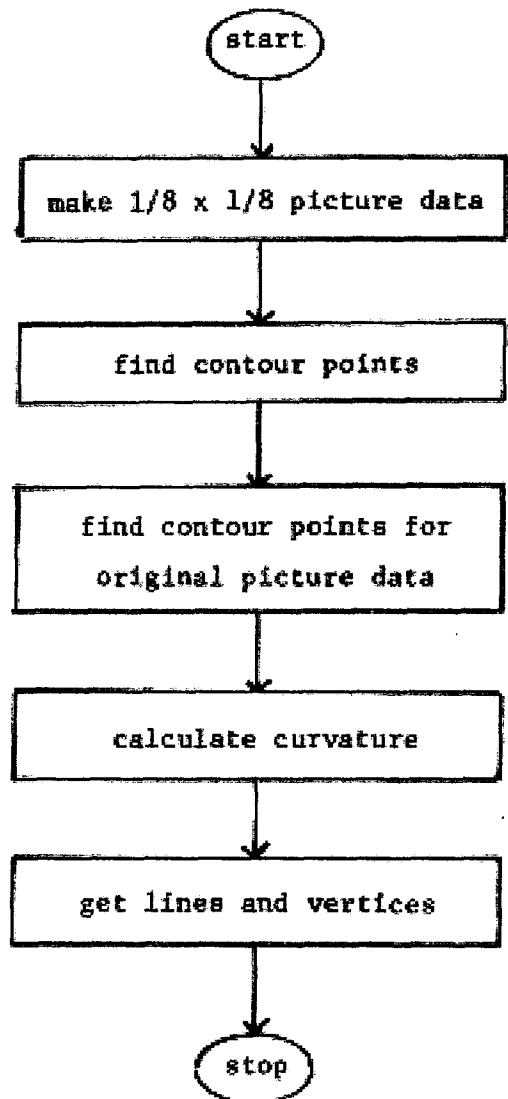 start
make 1/8 x 1/8 picture data
find contour points
find contour points for
original picture data
calculate curvature
get lines and vertices
stop